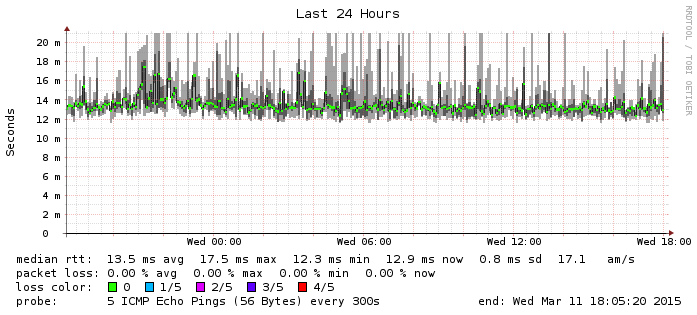 Last 24 Hours
RRDTOOL / TOBI OETIKER
Seconds
20 m
18 m
16 m
14 m
12 m
10 m
8 m
6 m
4 m
2 m
0
Wed 00:00 Wed 06:00 Wed 12:00 Wed 18:00
median rtt: 13.5 ms avg 17.5 ms max 12.3 ms min 12.9 ms now 0.8 ms sd 17.1 am/s
packet loss: 0.00 % avg 0.00 % max 0.00 % min 0.00 % now
loss color: 0 1/5 2/5 3/5 4/5
probe: 5 ICMP Echo Pings (56 Bytes) every 300s end: Wed Mar 11 18:05:20 2015